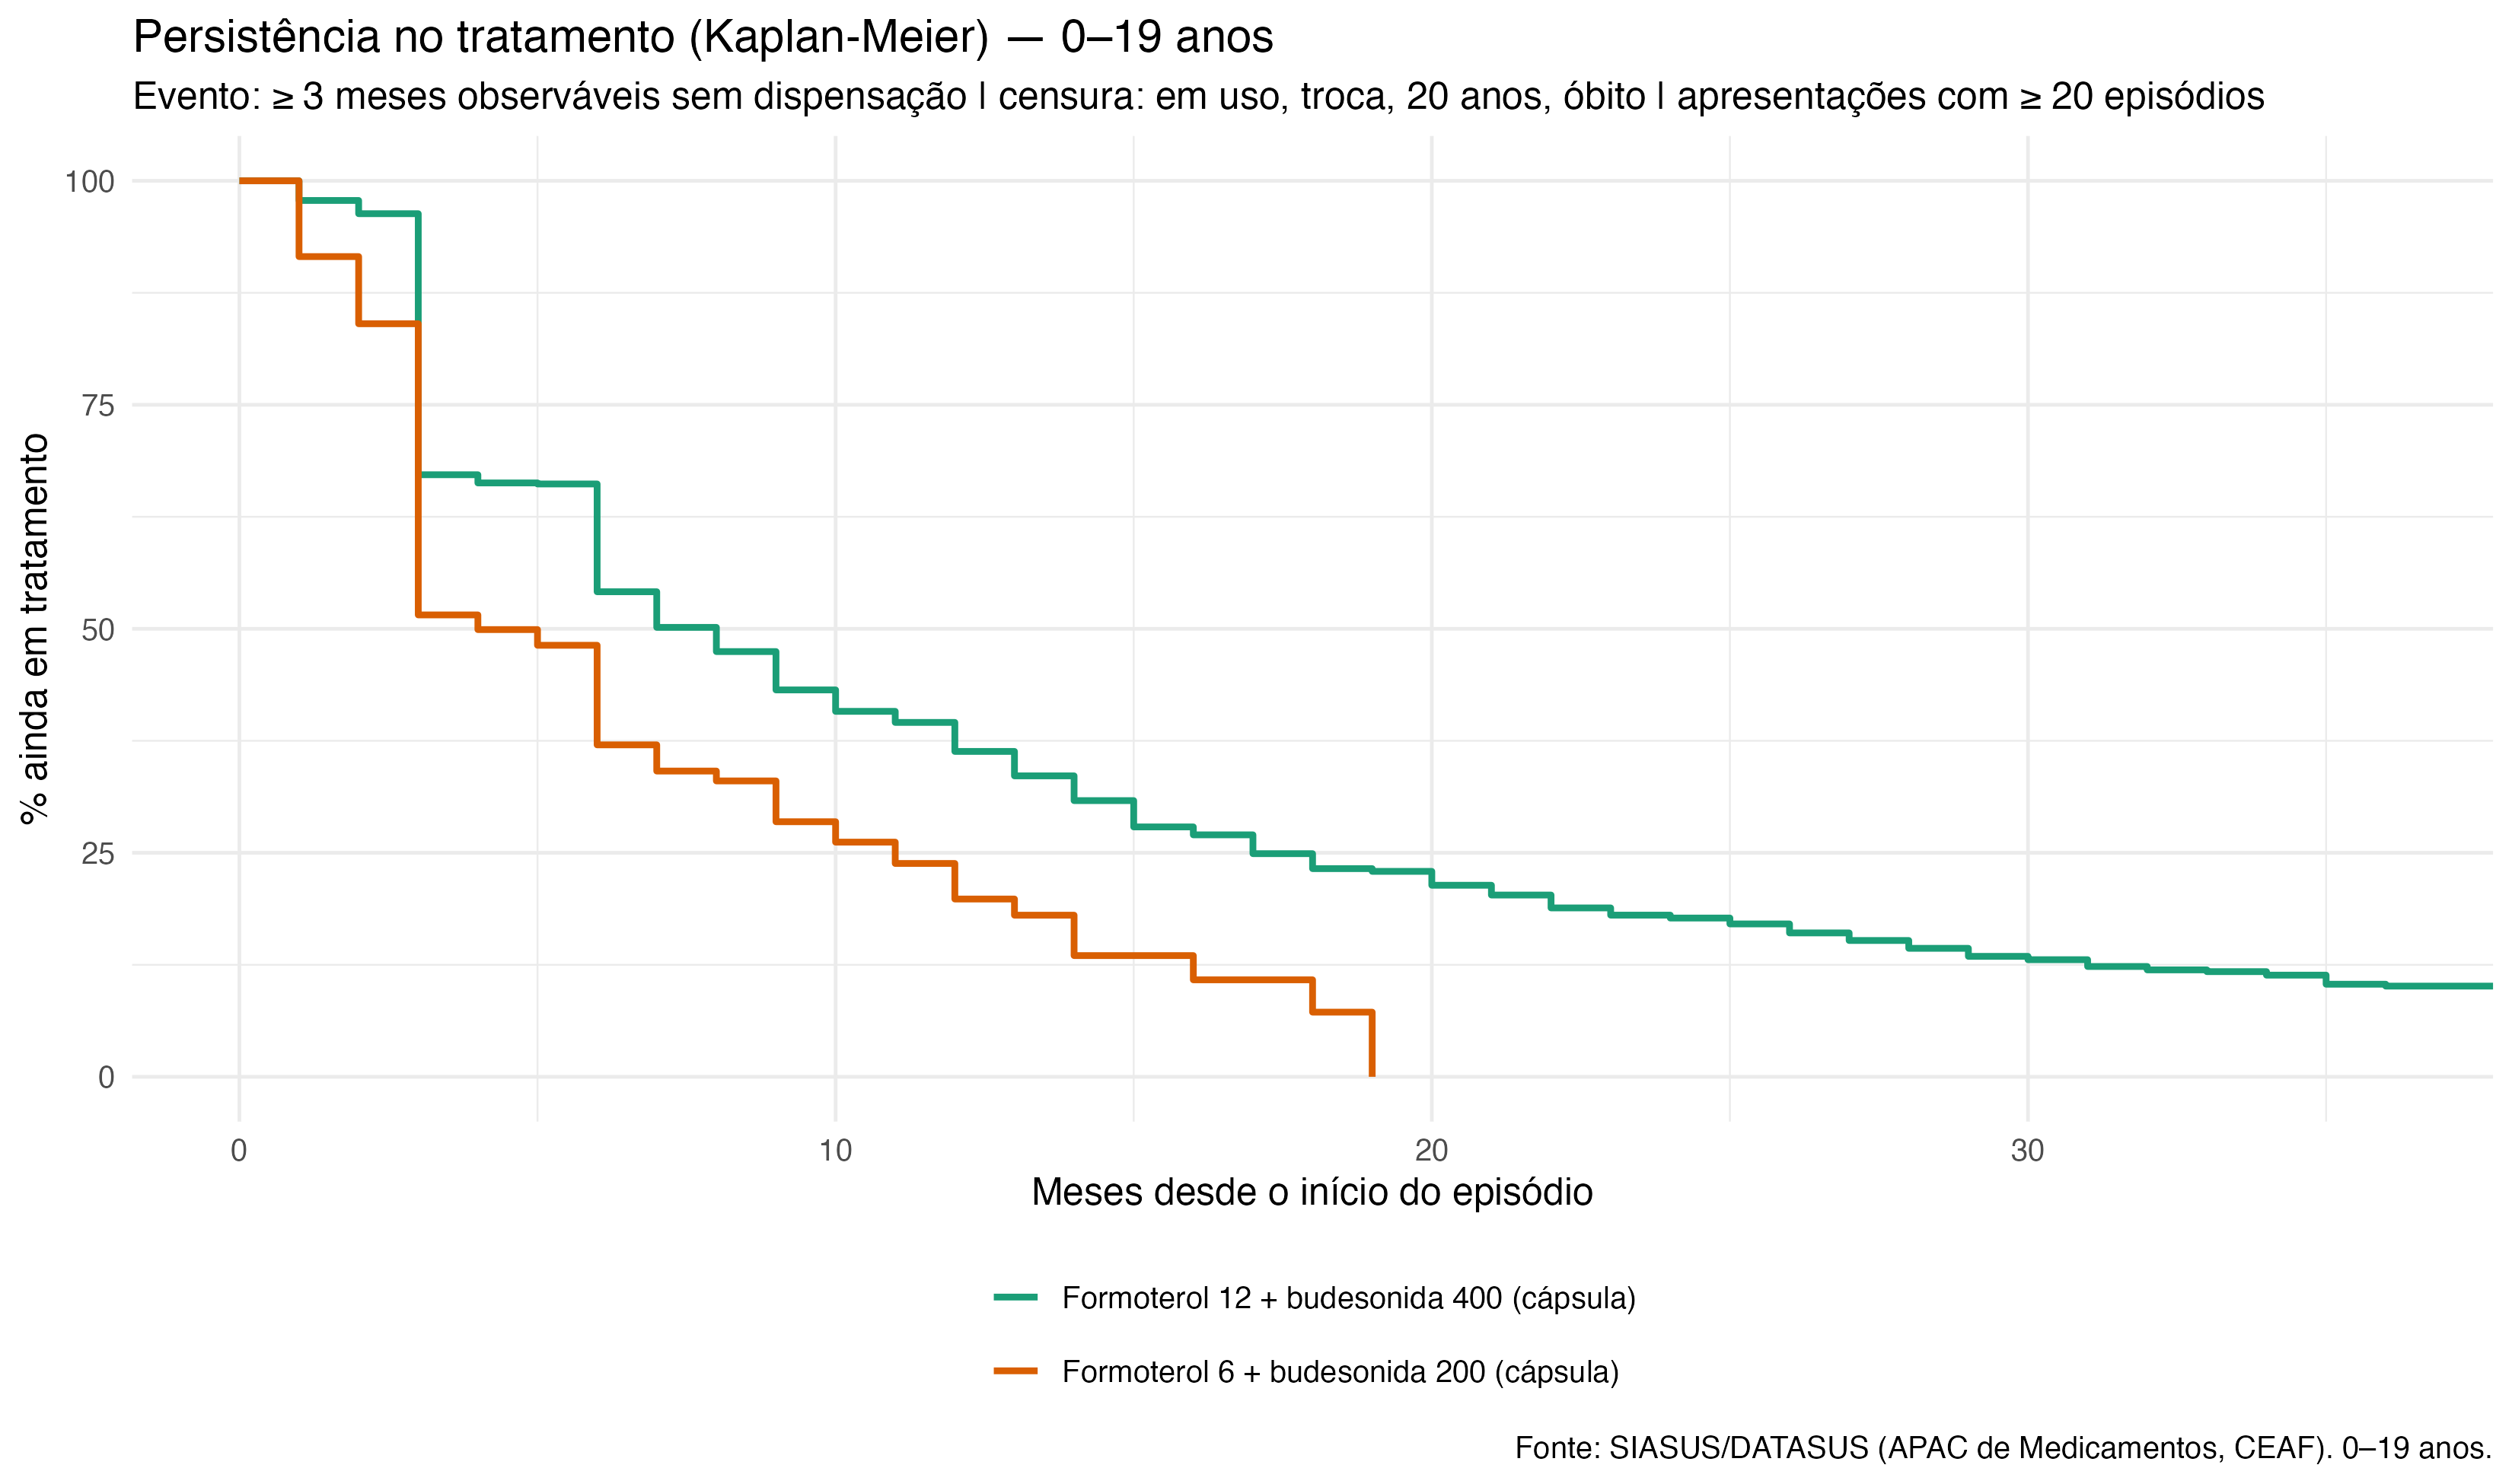 Persistência no tratamento (Kaplan-Meier) — 0–19 anos
Evento: ≥ 3 meses observáveis sem dispensação | censura: em uso, troca, 20 anos, óbito | apresentações com ≥ 20 episódios
% ainda em tratamento
100
75
50
25
0
0
10
20
30
Meses desde o início do episódio
Formoterol 12 + budesonida 400 (cápsula)
Formoterol 6 + budesonida 200 (cápsula)
Fonte: SIASUS/DATASUS (APAC de Medicamentos, CEAF). 0–19 anos.